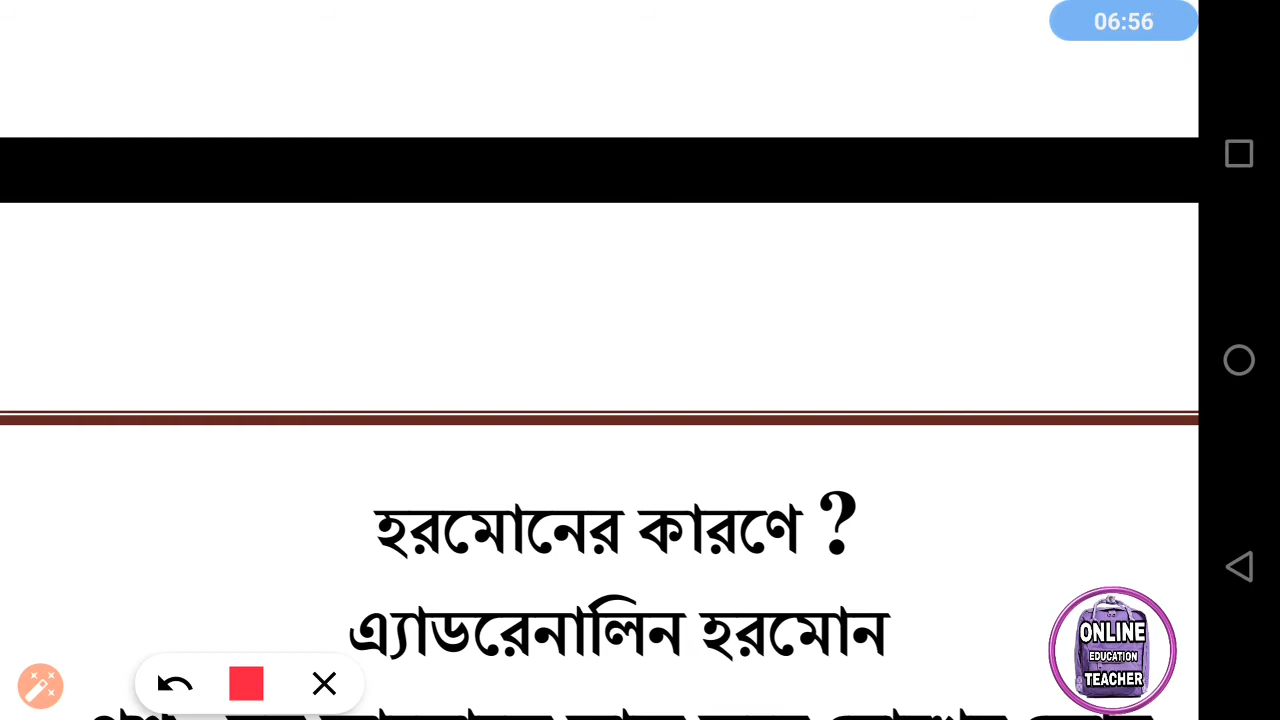 06:56
হরমোনের কারণে ?
এ্যাডরেনালিন হরমোন
ONLINE
EDUCATION
TEACHER